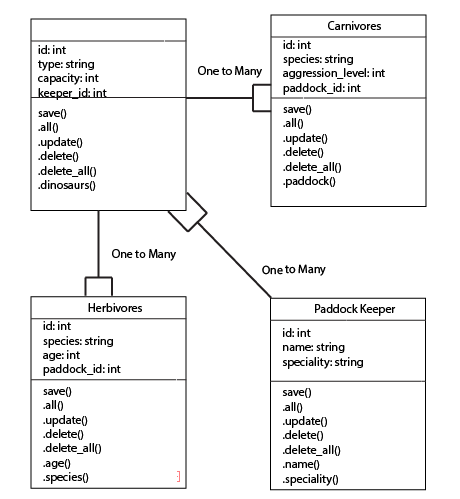 id: int
type: string
capacity: int
keeper_id: int
save()
.all()
.update()
.delete()
.delete_all()
.dinosaurs()
One to Many
Carnivores
id: int
species: string
aggression_level: int
paddock_id: int
save()
.all()
.update()
.delete()
.delete_all()
.paddock()
One to Many
One to Many
Herbivores
id: int
species: string
age: int
paddock_id: int
save()
.all()
.update()
.delete()
.delete_all()
.age()
.species()
Paddock Keeper
id: int
name: string
speciality: string
save()
.all()
.update()
.delete()
.delete_all()
.name()
.speciality()